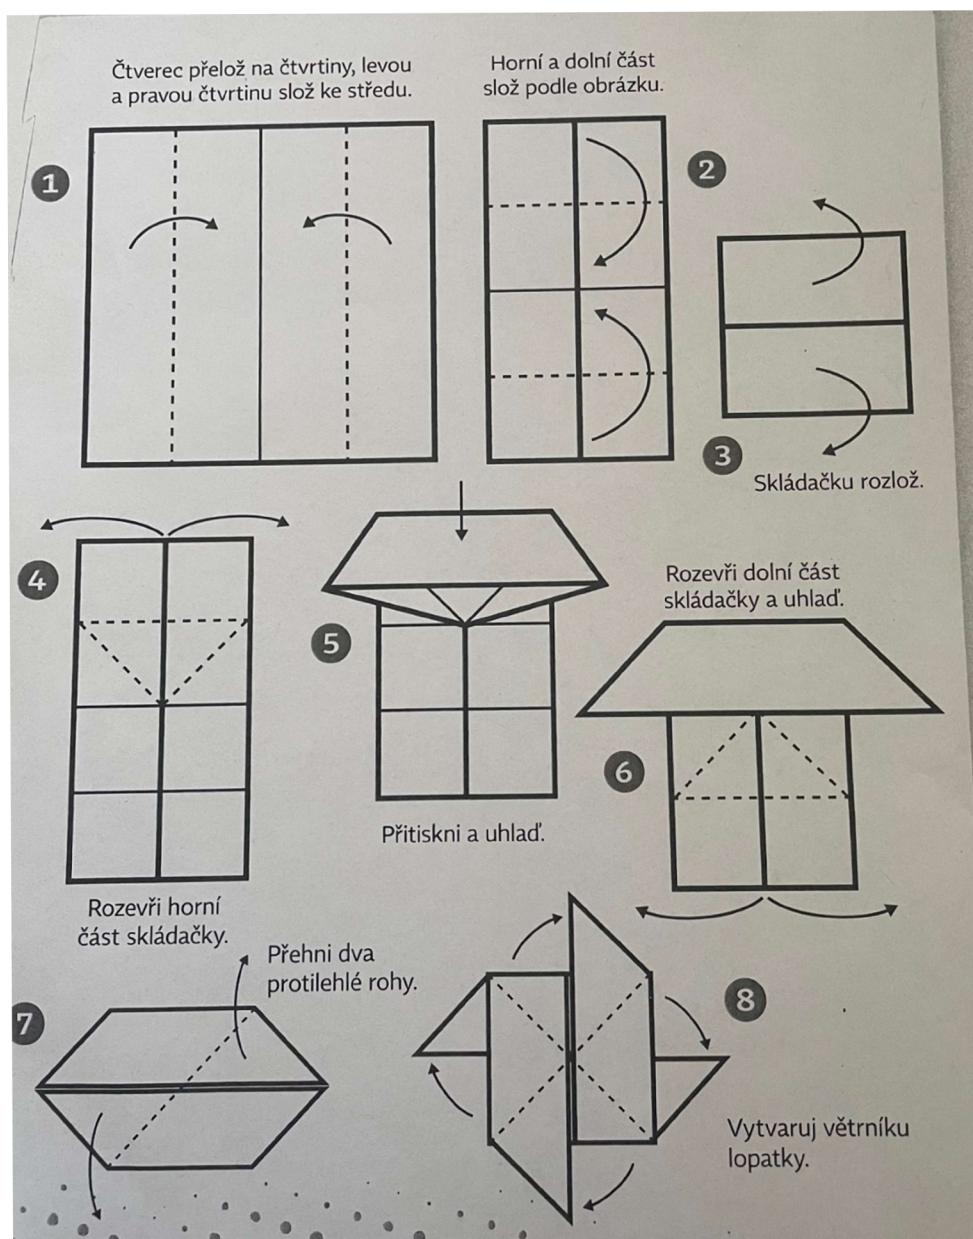 Čtverec přelož na čtvrtiny, levou
a pravou čtvrtinu slož ke středu.
1
Horní a dolní část
slož podle obrázku.
2
3
Skládačku rozlož.
4
Rozevři horní
část skládačky.
5
Přitiskni a uhlaď.
Rozevři dolní část
skládačky a uhlaď.
6
7
Přehni dva
protilehlé rohy.
8
Vytvaruj větrníku
lopatky.